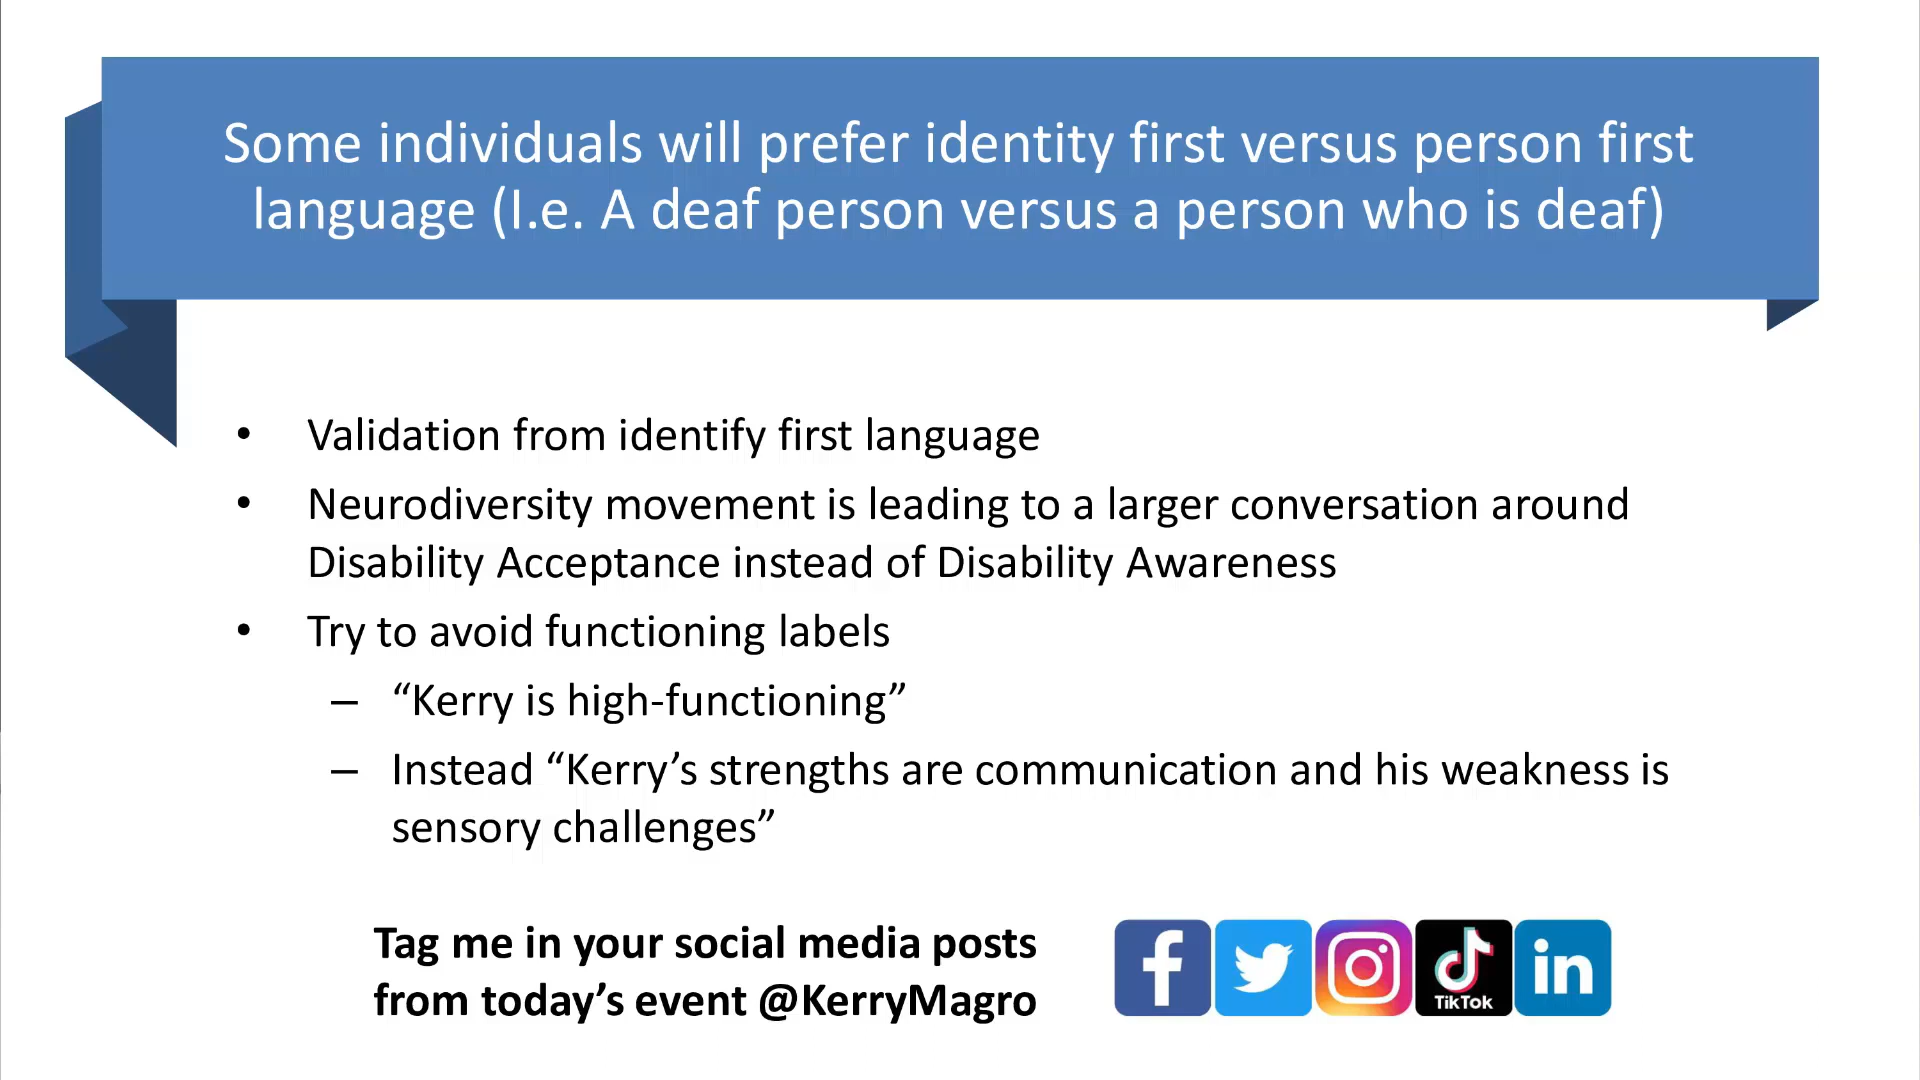 Some individuals will prefer identity first versus person first
language (I.e. A deaf person versus a person who is deaf)
• Validation from identify first language
• Neurodiversity movement is leading to a larger conversation around
Disability Acceptance instead of Disability Awareness
• Try to avoid functioning labels
– “Kerry is high-functioning”
– Instead “Kerry’s strengths are communication and his weakness is
sensory challenges”
Tag me in your social media posts
from today’s event @KerryMagro
f
TikTok
in